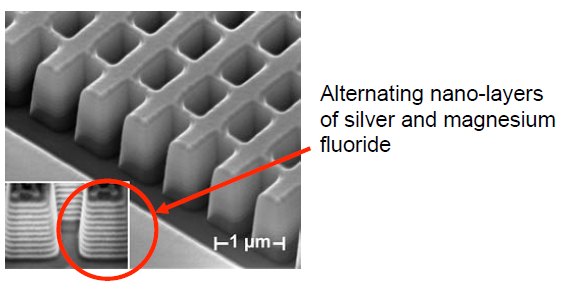 Alternating nano-layers
of silver and magnesium
fluoride
1 µm